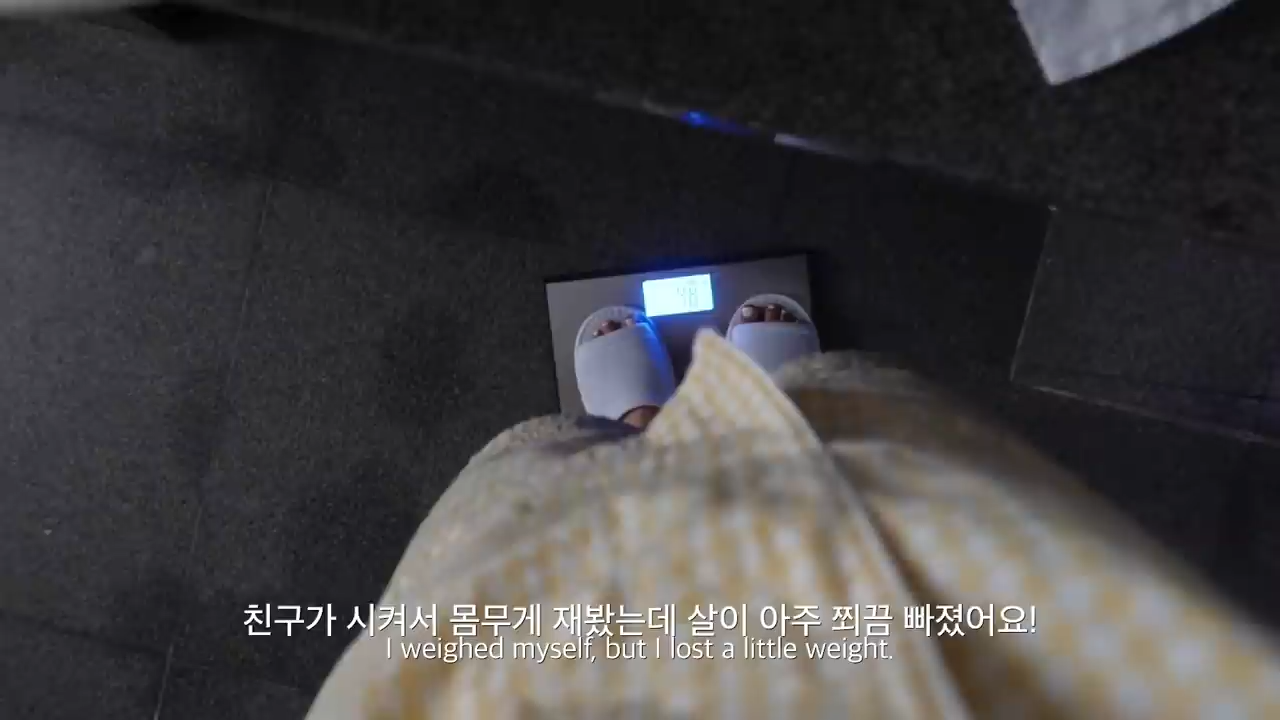 친구가 시켜서 몸무게 재봤는데 살이 아주 쬐끔 빠졌어요!
I weighed myself, but I lost a little weight.